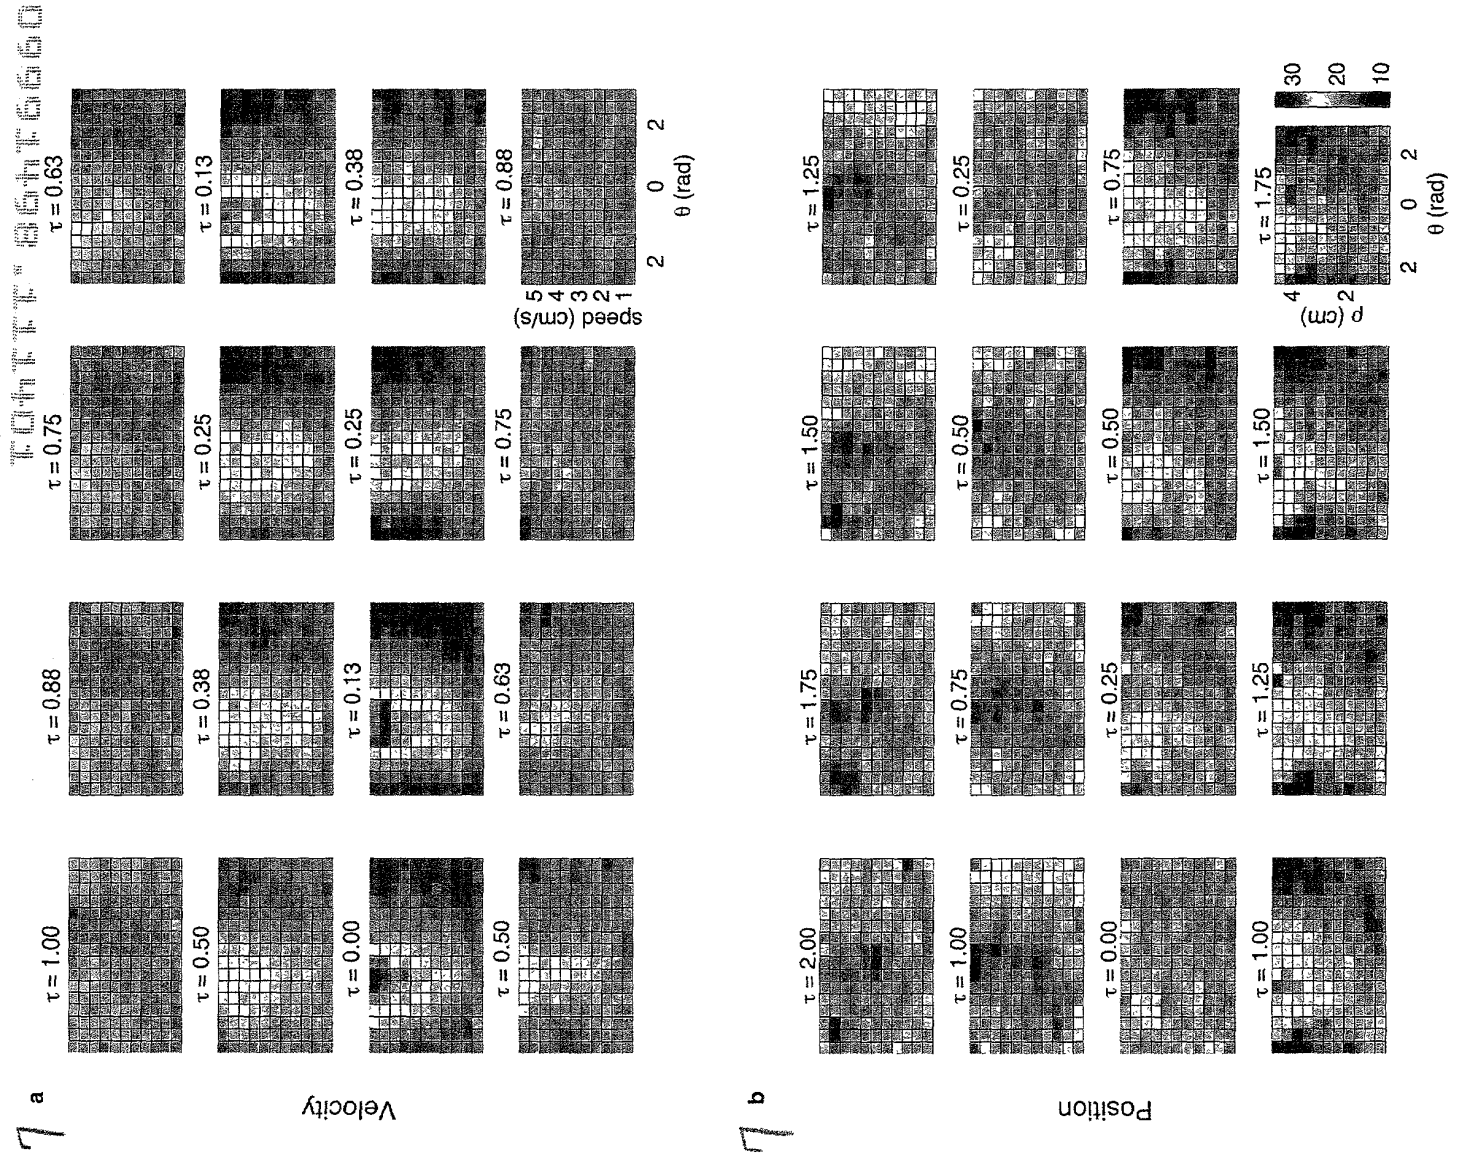 7
a
Velocity
τ = 1.00 τ = 0.88 τ = 0.75 τ = 0.63
τ = 0.50 τ = 0.38 τ = 0.25 τ = 0.13
τ = 0.00 τ = 0.13 τ = 0.25 τ = 0.38
τ = 0.50 τ = 0.63 τ = 0.75 τ = 0.88
speed (cm/s)
5
4
3
2
1
2 0 2
θ (rad)
7
b
Position
τ = 2.00 τ = 1.75 τ = 1.50 τ = 1.25
τ = 1.00 τ = 0.75 τ = 0.50 τ = 0.25
τ = 0.00 τ = 0.25 τ = 0.50 τ = 0.75
τ = 1.00 τ = 1.25 τ = 1.50 τ = 1.75
ρ (cm)
4
2
2 0 2
θ (rad)
30
20
10